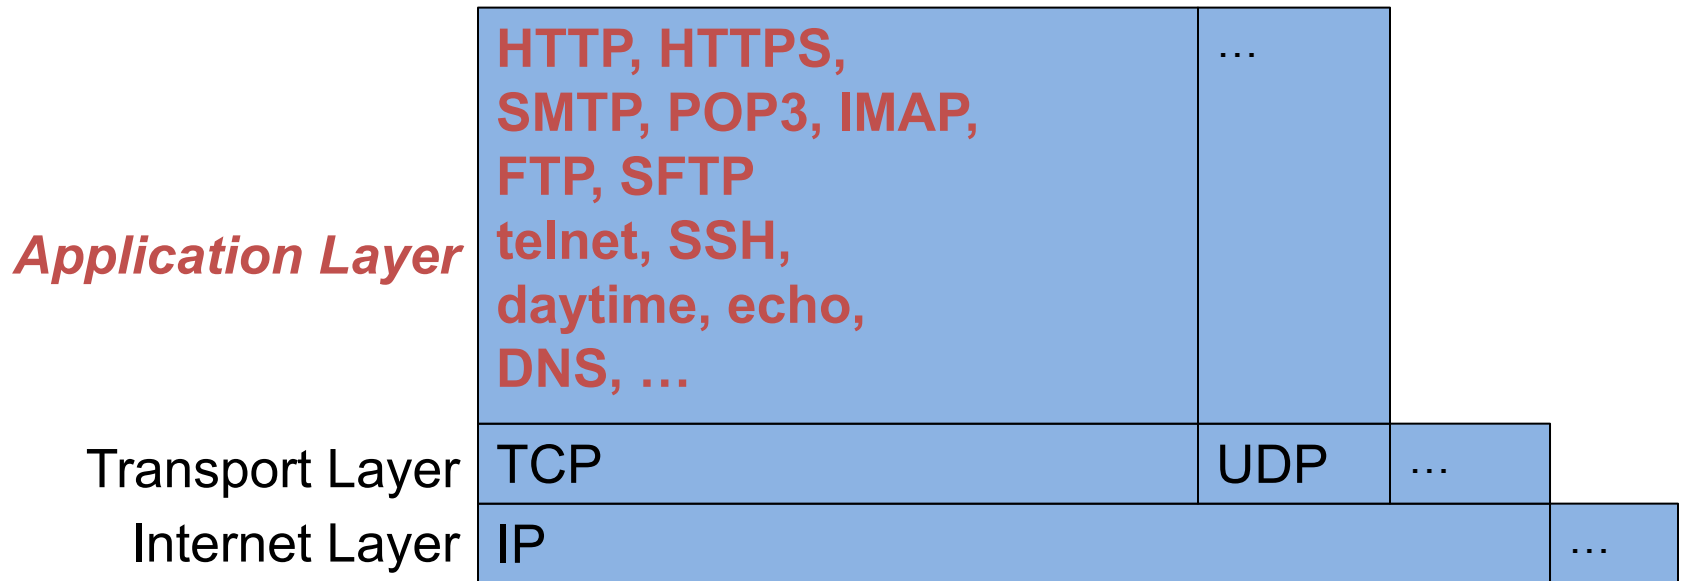 HTTP, HTTPS,
…
SMTP, POP3, IMAP,
FTP, SFTP
Application Layer
telnet, SSH,
daytime, echo,
DNS, …
Transport Layer
TCP
UDP
…
Internet Layer
IP
…